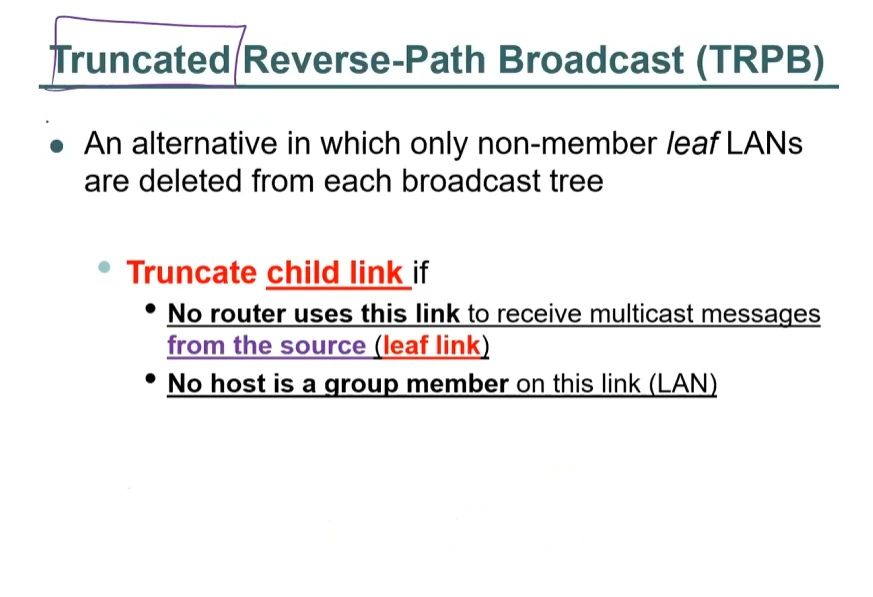 Truncated Reverse-Path Broadcast (TRPB)
• An alternative in which only non-member leaf LANs
are deleted from each broadcast tree
• Truncate child link if
• No router uses this link to receive multicast messages
from the source (leaf link)
• No host is a group member on this link (LAN)